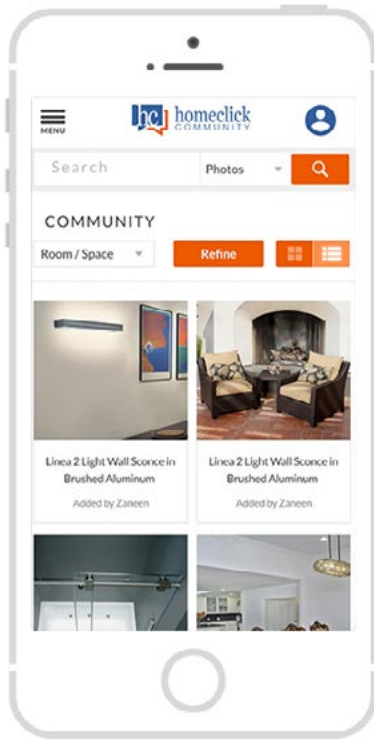 MENU
hc homeclick
COMMUNITY
Search
Photos
COMMUNITY
Room / Space
Refine
Linea 2 Light Wall Sconce in
Brushed Aluminum
Added by Zaneen
Linea 2 Light Wall Sconce in
Brushed Aluminum
Added by Zaneen